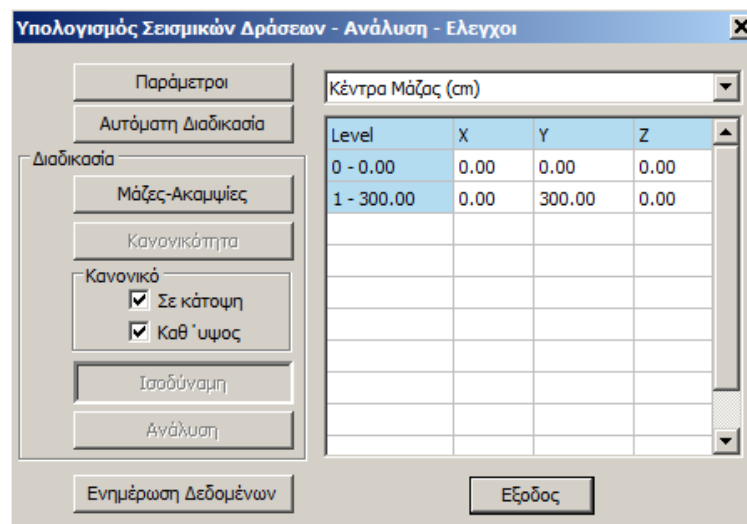 Υπολογισμός Σεισμικών Δράσεων - Ανάλυση - Ελεγχοι
Παράμετροι
Αυτόματη Διαδικασία
Διαδικασία
Μάζες-Ακαμψίες
Κανονικότητα
Κανονικό
Σε κάτοψη
Καθ 'υψος
Ισοδύναμη
Ανάλυση
Ενημέρωση Δεδομένων
Κέντρα Μάζας (cm)
Level X Y Z
0 - 0.00 0.00 0.00 0.00
1 - 300.00 0.00 300.00 0.00
Εξοδος